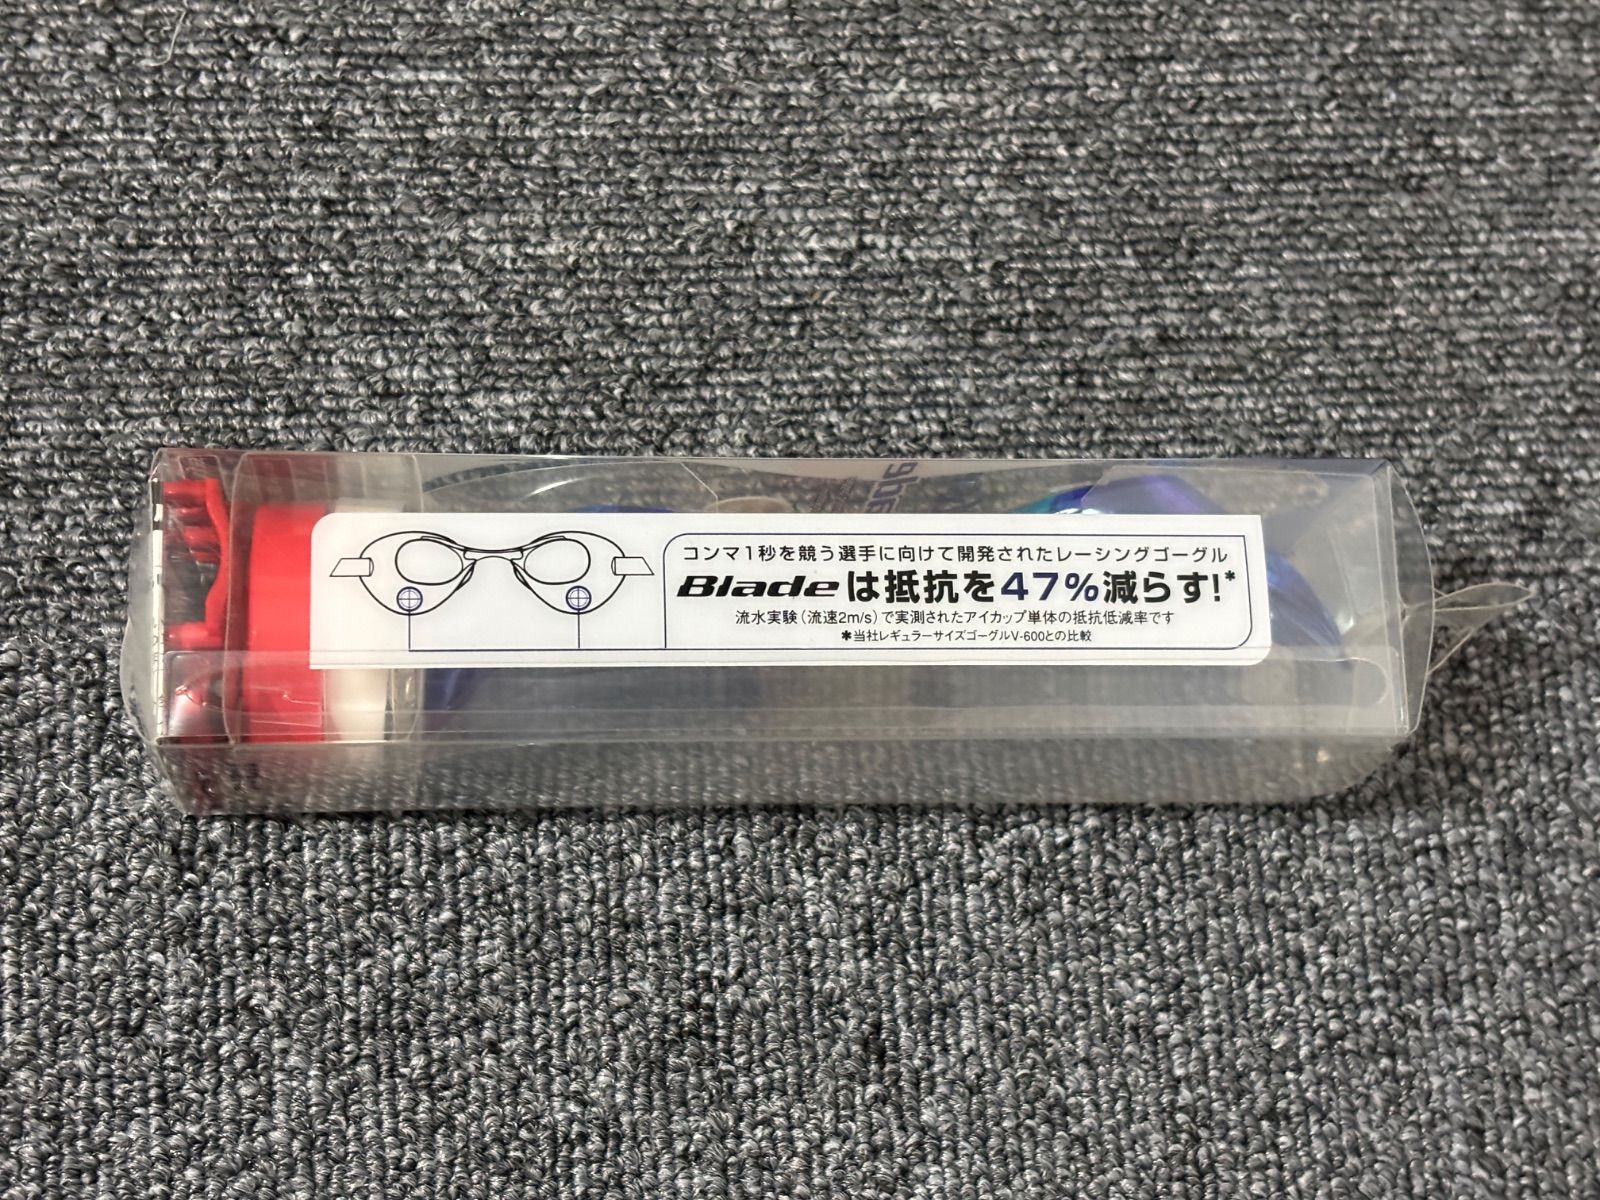 コンマ1秒を競う選手に向けて開発されたレーシングゴーグル
Bladeは抵抗を47%減らす!*
流水実験(流速2m/s)で実測されたアイカップ単体の抵抗低減率です
*当社レギュラーサイズゴーグルV-600との比較